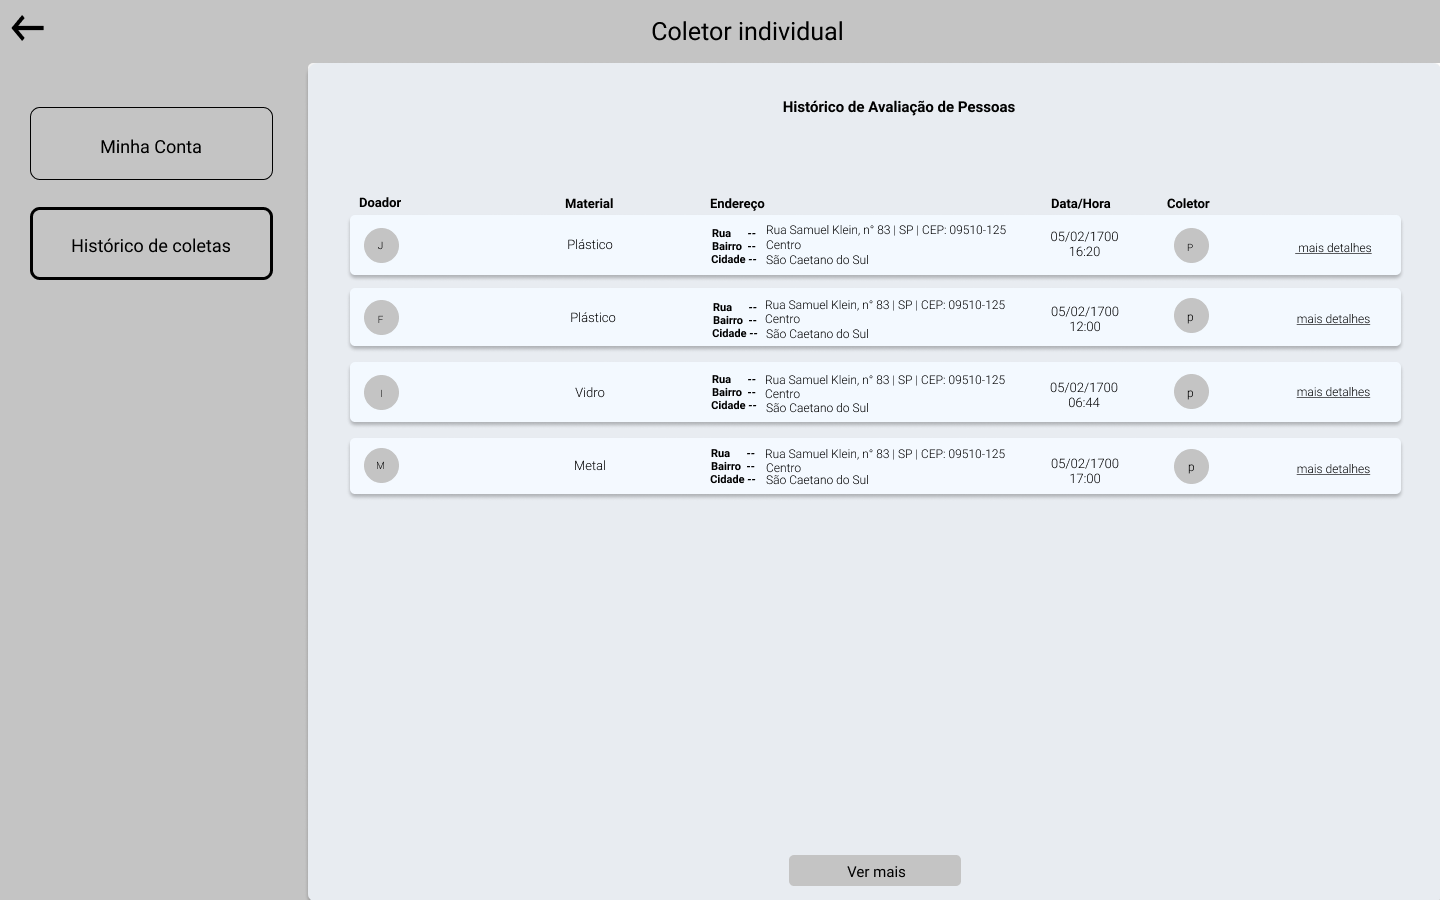 Coletor individual
Minha Conta
Histórico de coletas
Histórico de Avaliação de Pessoas
Doador Material Endereço Data/Hora Coletor
J Plástico Rua -- Rua Samuel Klein, n° 83 | SP | CEP: 09510-125 05/02/1700 P mais detalhes
Bairro -- Centro 16:20
Cidade -- São Caetano do Sul
F Plástico Rua -- Rua Samuel Klein, n° 83 | SP | CEP: 09510-125 05/02/1700 p mais detalhes
Bairro -- Centro 12:00
Cidade -- São Caetano do Sul
I Vidro Rua -- Rua Samuel Klein, n° 83 | SP | CEP: 09510-125 05/02/1700 p mais detalhes
Bairro -- Centro 06:44
Cidade -- São Caetano do Sul
M Metal Rua -- Rua Samuel Klein, n° 83 | SP | CEP: 09510-125 05/02/1700 p mais detalhes
Bairro -- Centro 17:00
Cidade -- São Caetano do Sul
Ver mais